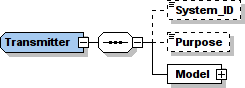 System_ID
Transmitter
Purpose
Model